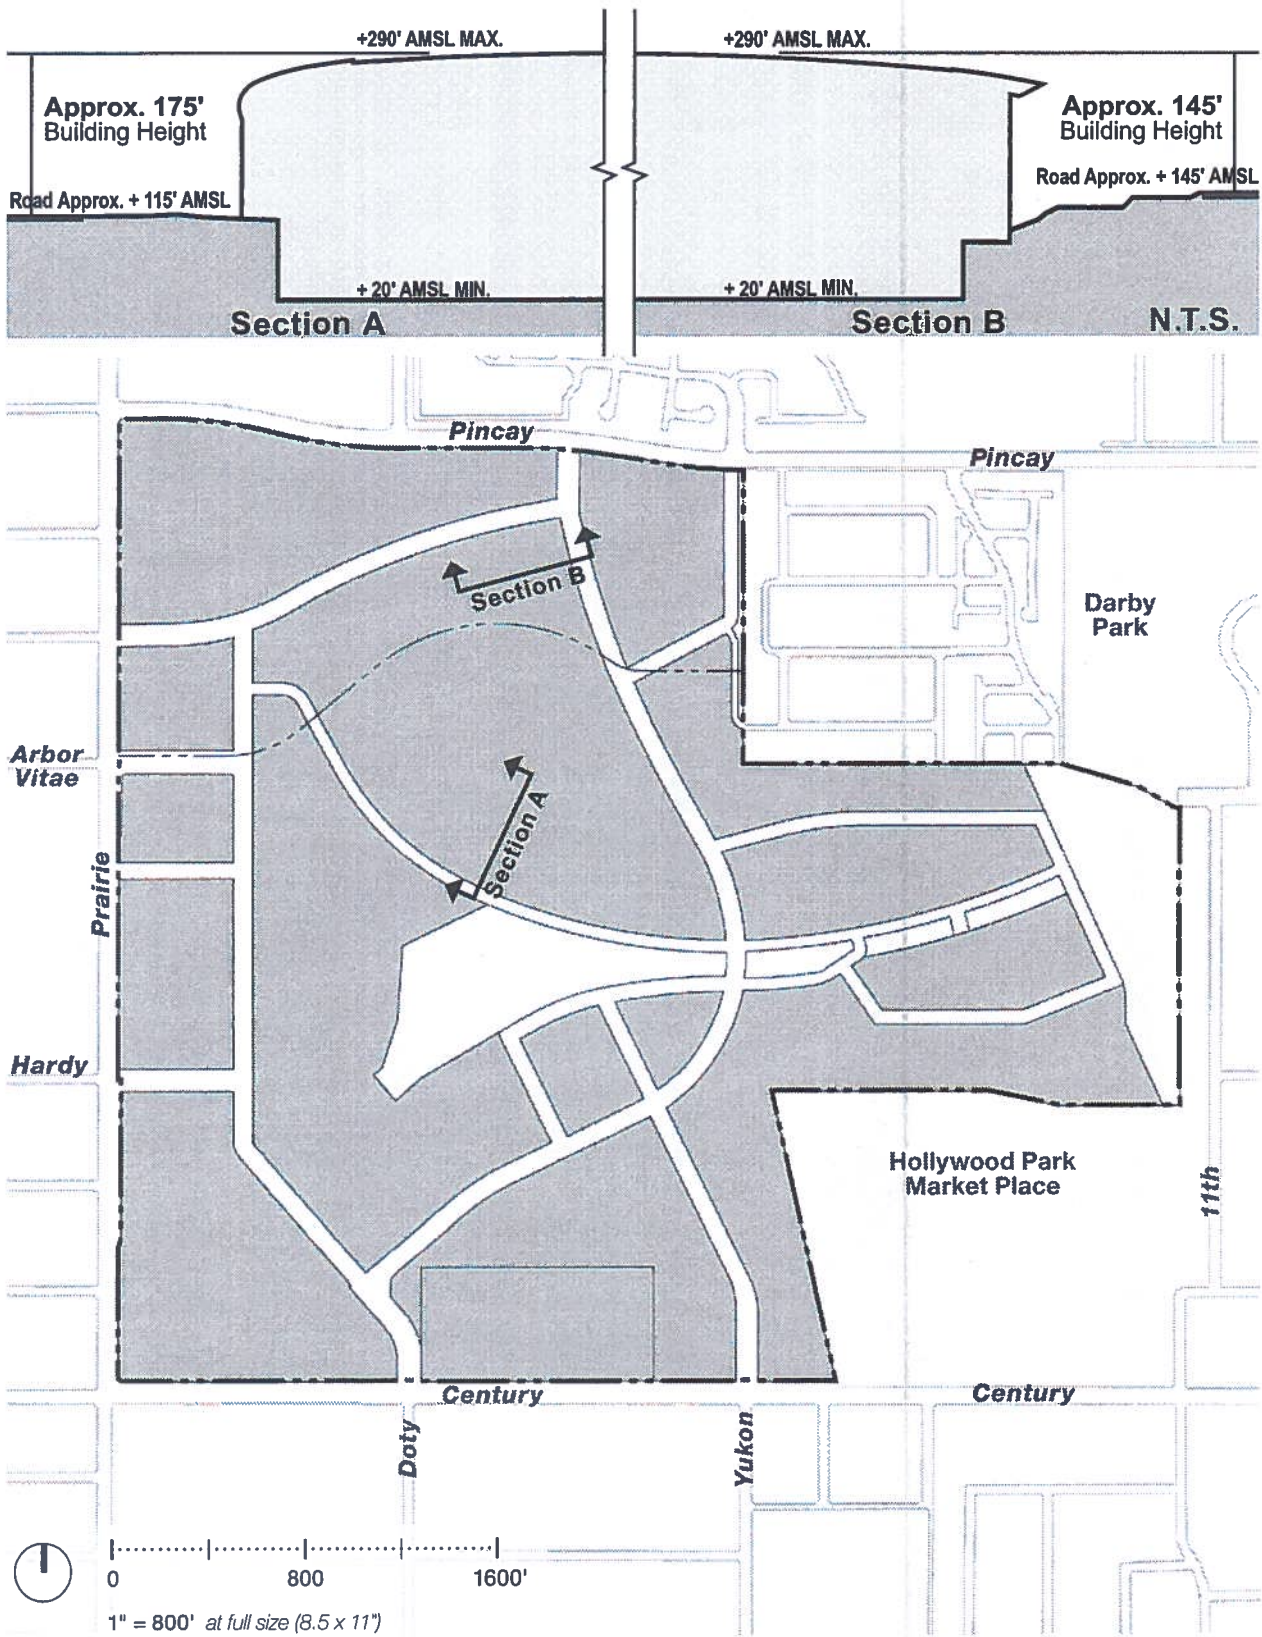 +290' AMSL MAX.
+290' AMSL MAX.
Approx. 175'
Building Height
Approx. 145'
Building Height
Road Approx. + 115' AMSL
Road Approx. + 145' AMSL
+ 20' AMSL MIN.
+ 20' AMSL MIN.
Section A
Section B
N.T.S.
Pincay
Pincay
Section B
Darby
Park
Arbor
Vitae
Section A
Prairie
Hardy
Hollywood Park
Market Place
11th
Century
Century
Doty
Yukon
0
800
1600'
1" = 800' at full size (8.5 x 11")